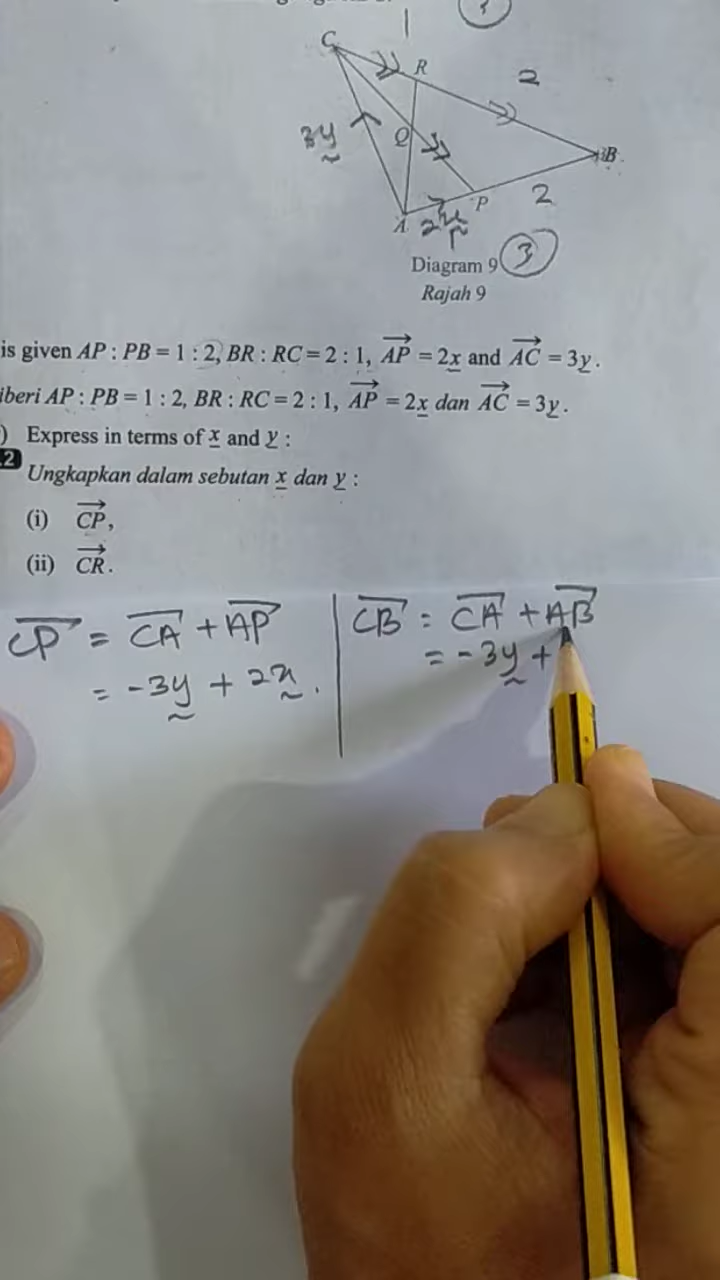 1
C
R
2
3y
Q
B
P
2
A
2x
Diagram 9 3
Rajah 9
is given AP : PB = 1 : 2, BR : RC = 2 : 1, AP = 2x and AC = 3y.
iberi AP : PB = 1 : 2, BR : RC = 2 : 1, AP = 2x dan AC = 3y.
) Express in terms of x and y :
2
Ungkapkan dalam sebutan x dan y :
(i) CP,
(ii) CR.
CP = CA + AP
= -3y + 2x.
CB = CA + AB
= -3y +